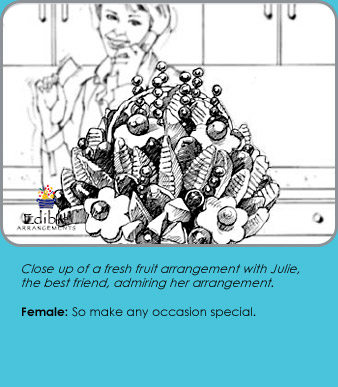 Edible
ARRANGEMENTS
Close up of a fresh fruit arrangement with Julie,
the best friend, admiring her arrangement.
Female: So make any occasion special.